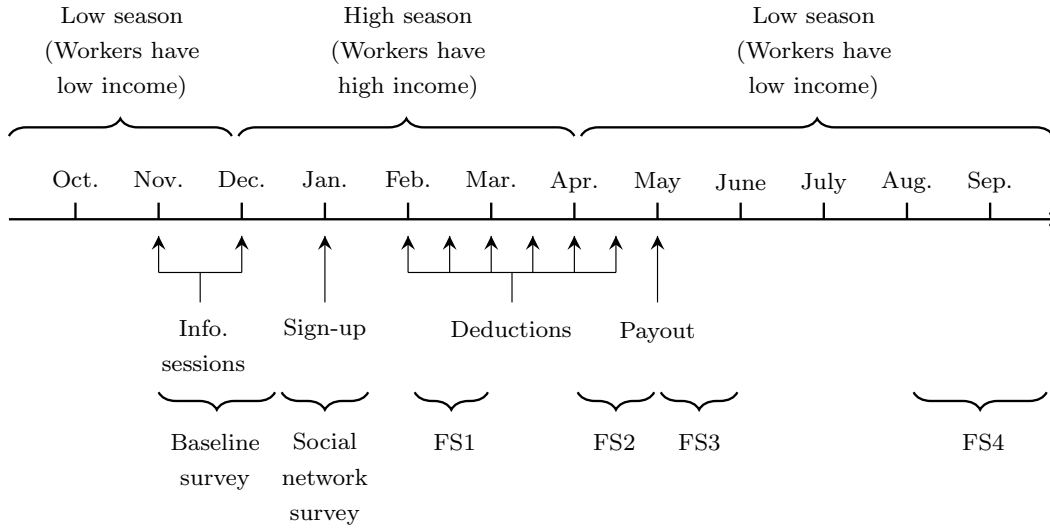 Low season
(Workers have
low income)
High season
(Workers have
high income)
Low season
(Workers have
low income)
Oct. Nov. Dec. Jan. Feb. Mar. Apr. May June July Aug. Sep.
Info.
sessions
Sign-up
Deductions
Payout
Baseline
survey
Social
network
survey
FS1
FS2
FS3
FS4